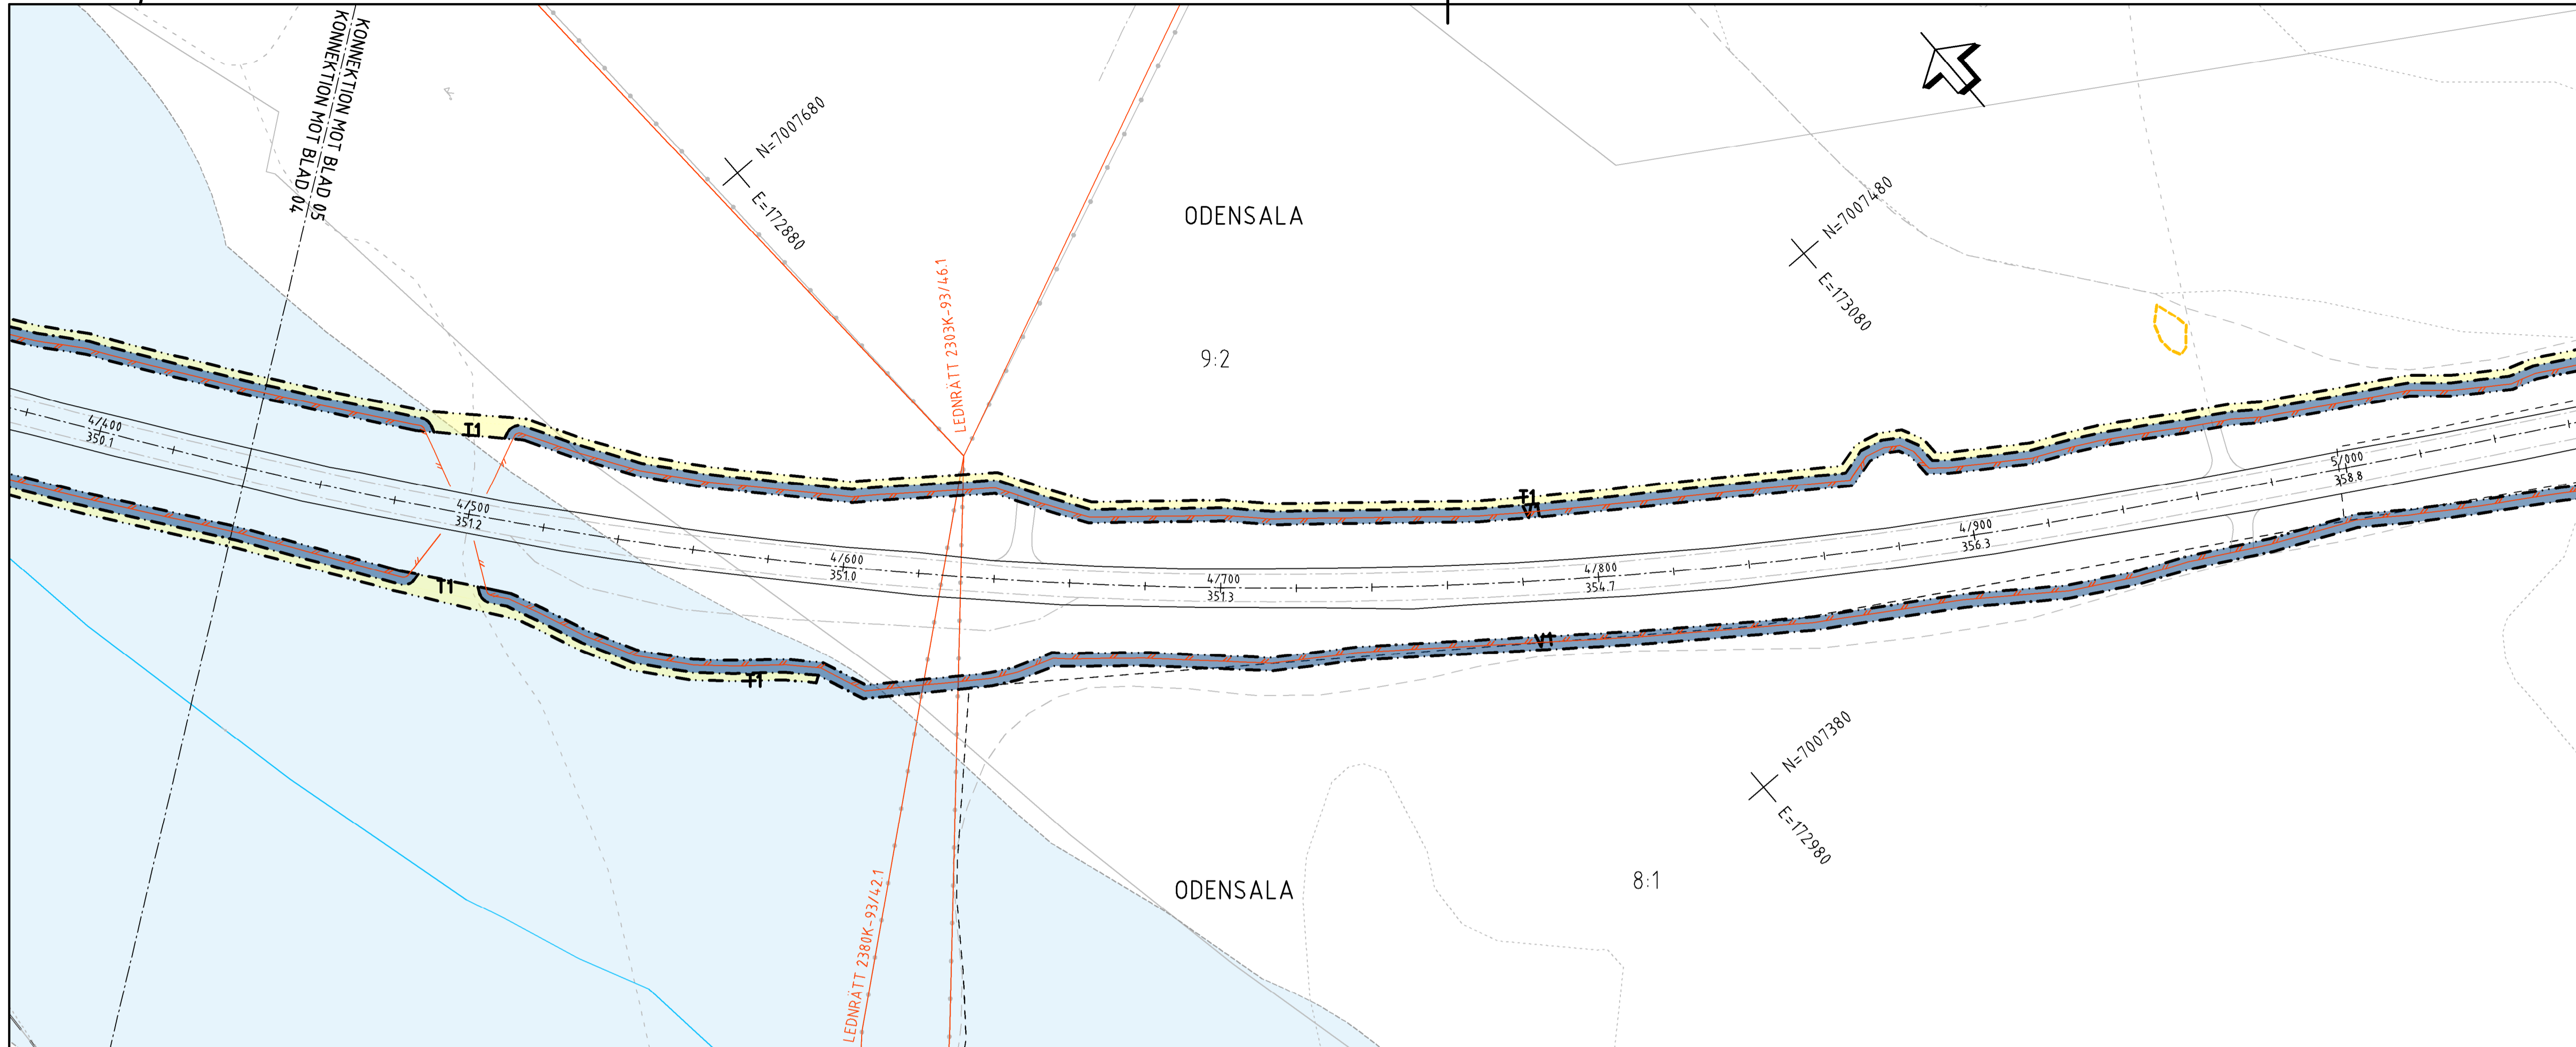 KONNEKTION MOT BLAD 05
KONNEKTION MOT BLAD 04
N=7007680
E=172880
ODENSALA
9:2
N=7007480
E=173080
LEDNRÄTT 2303K-93/46.1
4/400
350.1
T1
4/500
351.2
T1
4/600
351.0
T1
V1
4/700
351.3
4/800
354.7
4/900
356.3
5/000
358.8
T1
V1
N=7007380
E=172980
LEDNRÄTT 2380K-93/42.1
ODENSALA
8:1